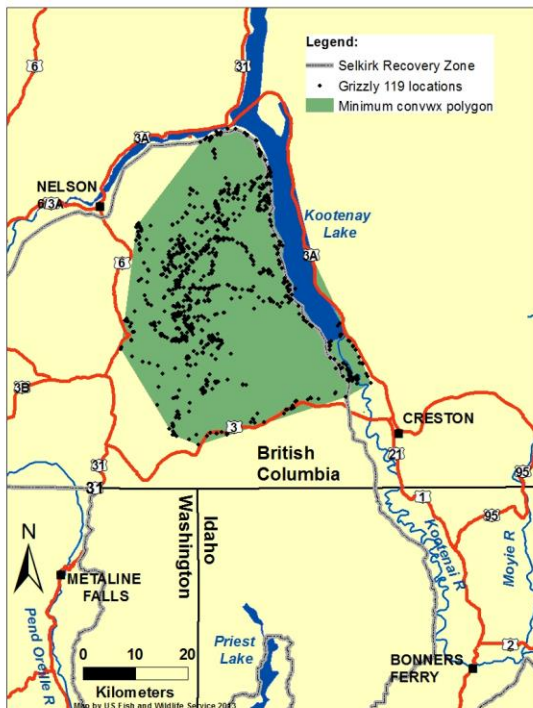 Legend:
Selkirk Recovery Zone
Grizzly 119 locations
Minimum convwx polygon
6
31
3A
NELSON
6/3A
Kootenay
Lake
3A
6
3B
3
CRESTON
21
British
Columbia
31
31
1
95
95
Idaho
Washington
Kootenai R
Moyie R
N
METALINE
FALLS
Pend Orelle R
Priest
Lake
2
BONNERS
FERRY
0 10 20
Kilometers
Map by US Fish and Wildlife Service 2013